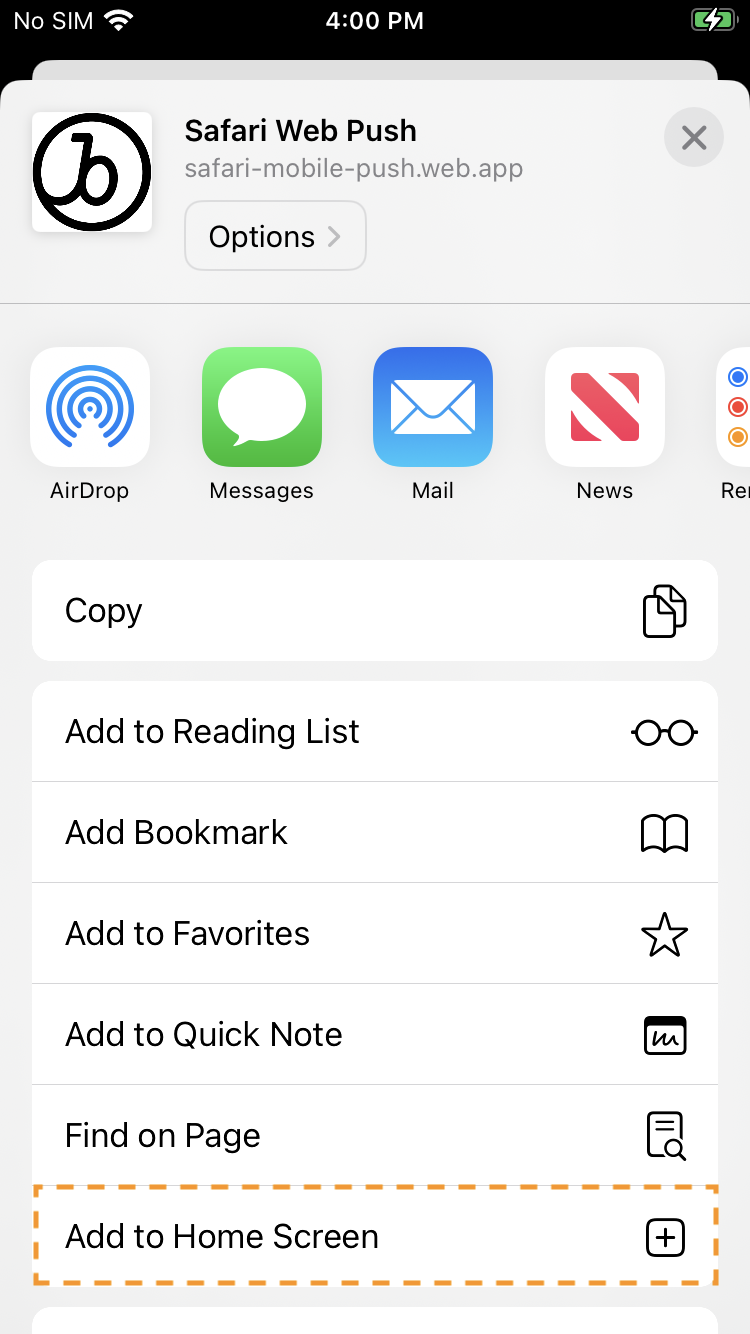 No SIM 4:00 PM
Safari Web Push
safari-mobile-push.web.app
Options
AirDrop Messages Mail News
Copy
Add to Reading List
Add Bookmark
Add to Favorites
Add to Quick Note
Find on Page
Add to Home Screen